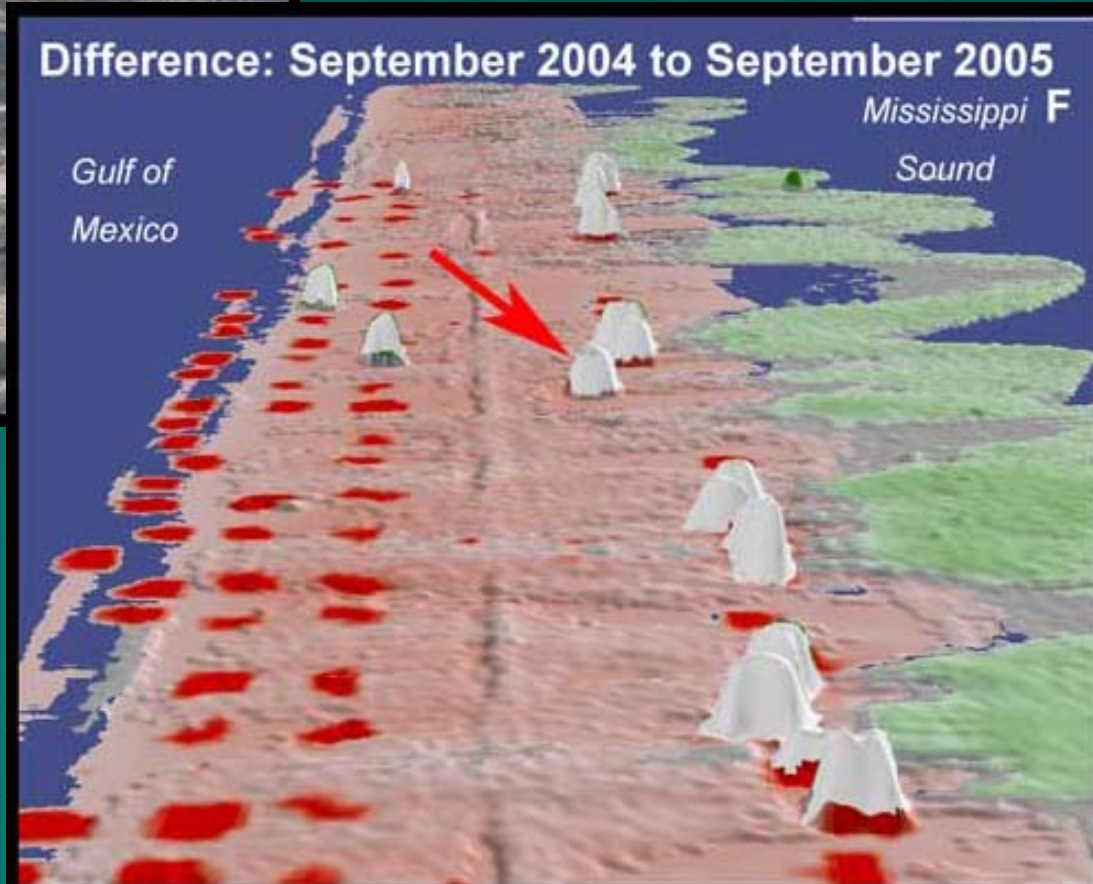 Difference: September 2004 to September 2005
Mississippi F
Sound
Gulf of
Mexico